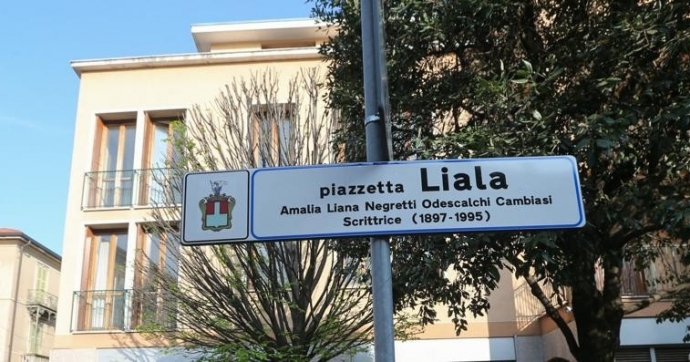 piazzetta Liala
Amalia Liana Negretti Odescalchi Cambiasi
Scrittrice (1897-1995)